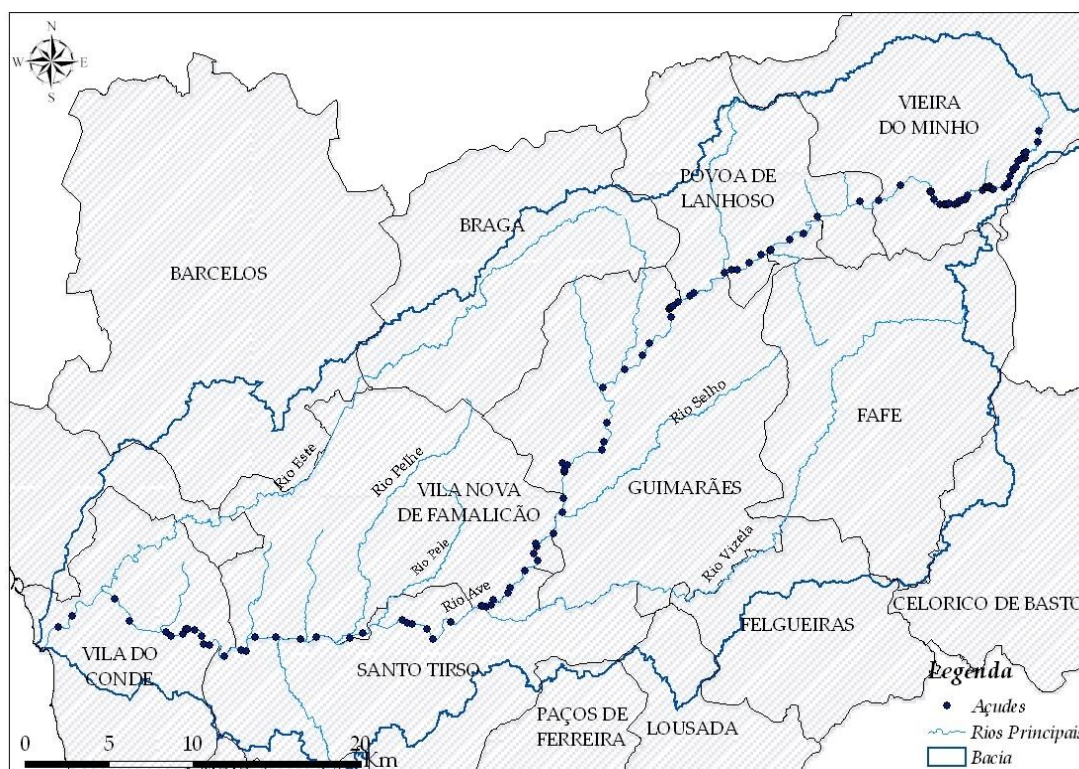 N
W E
S
VIEIRA
DO MINHO
PÓVOA DE
LANHOSO
BRAGA
BARCELOS
Rio Selho
FAFE
Rio Este
Rio Pelhe
VILA NOVA
DE FAMALICÃO
GUIMARÃES
Rio Pele
Rio Vizela
Rio Ave
CELORICO DE BASTO
FELGUEIRAS
VILA DO
CONDE
SANTO TIRSO
PAÇOS DE
FERREIRA
LOUSADA
Legenda
Açudes
Rios Principais
Bacia
0 5 10 20
Km